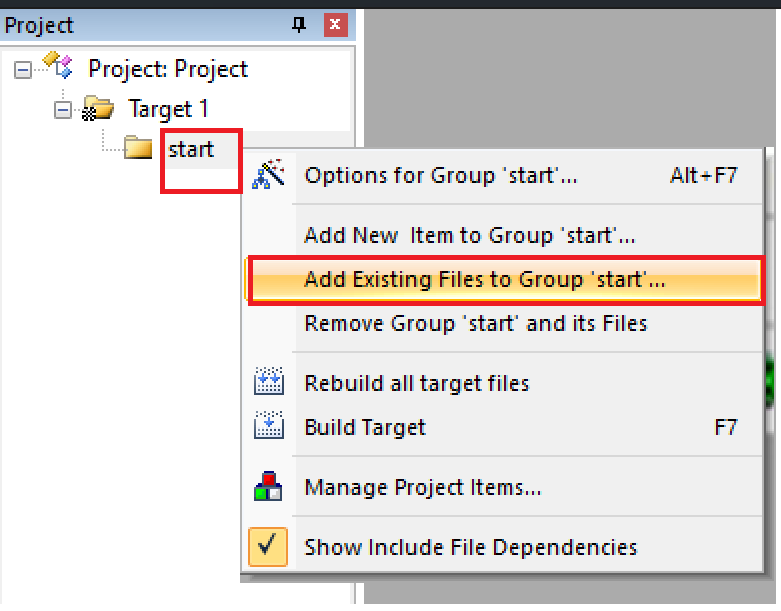 Project
Project: Project
Target 1
start
Options for Group 'start'... Alt+F7
Add New  Item to Group 'start'...
Add Existing Files to Group 'start'...
Remove Group 'start' and its Files
Rebuild all target files
Build Target F7
Manage Project Items...
Show Include File Dependencies